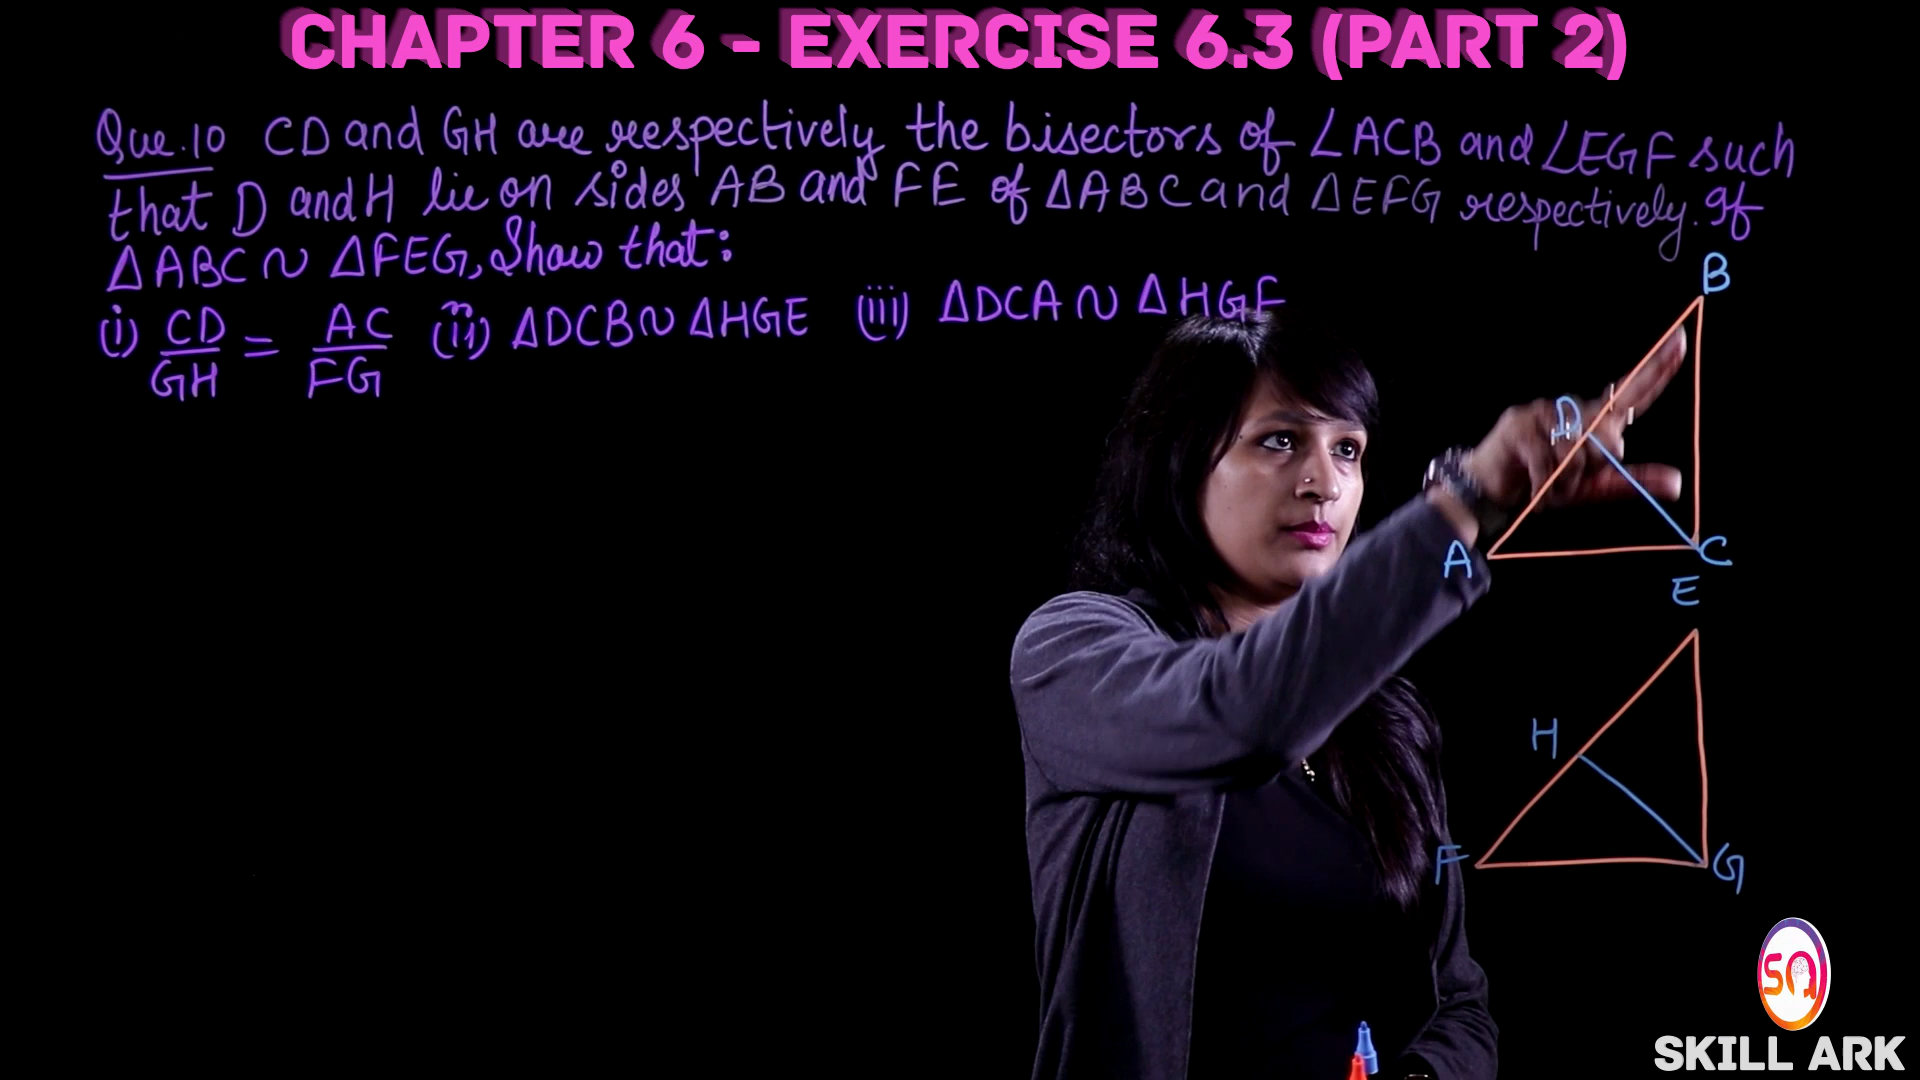 CHAPTER 6 - EXERCISE 6.3 (PART 2)
Que.10 CD and GH are respectively the bisectors of ∠ACB and ∠EGF such
that D and H lie on sides AB and FE of ΔABC and ΔEFG respectively. If
ΔABC ~ ΔFEG, Show that:
(i) CD/GH = AC/FG (ii) ΔDCB ~ ΔHGE (iii) ΔDCA ~ ΔHGF
B
D
A
C
E
H
F
G
SA
SKILL ARK